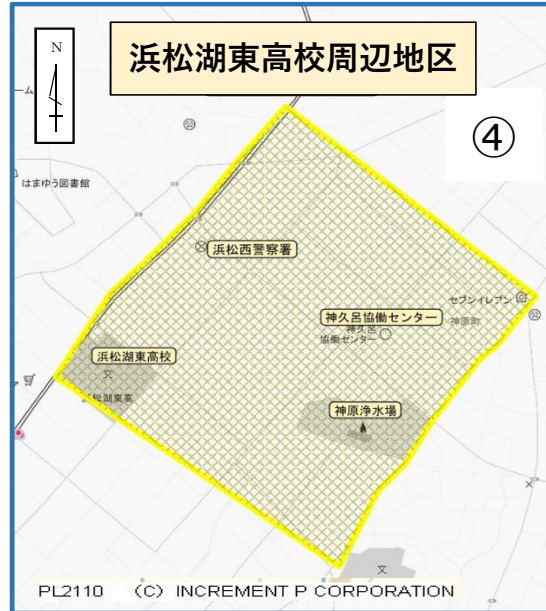 N
浜松湖東高校周辺地区
④
はまゆう図書館
浜松西警察署
セブンイレブン
神原町
神久呂協働センター
神久呂
協働センター
浜松湖東高校
文
浜松湖東高
神原浄水場
文
PL2110 (C) INCREMENT P CORPORATION